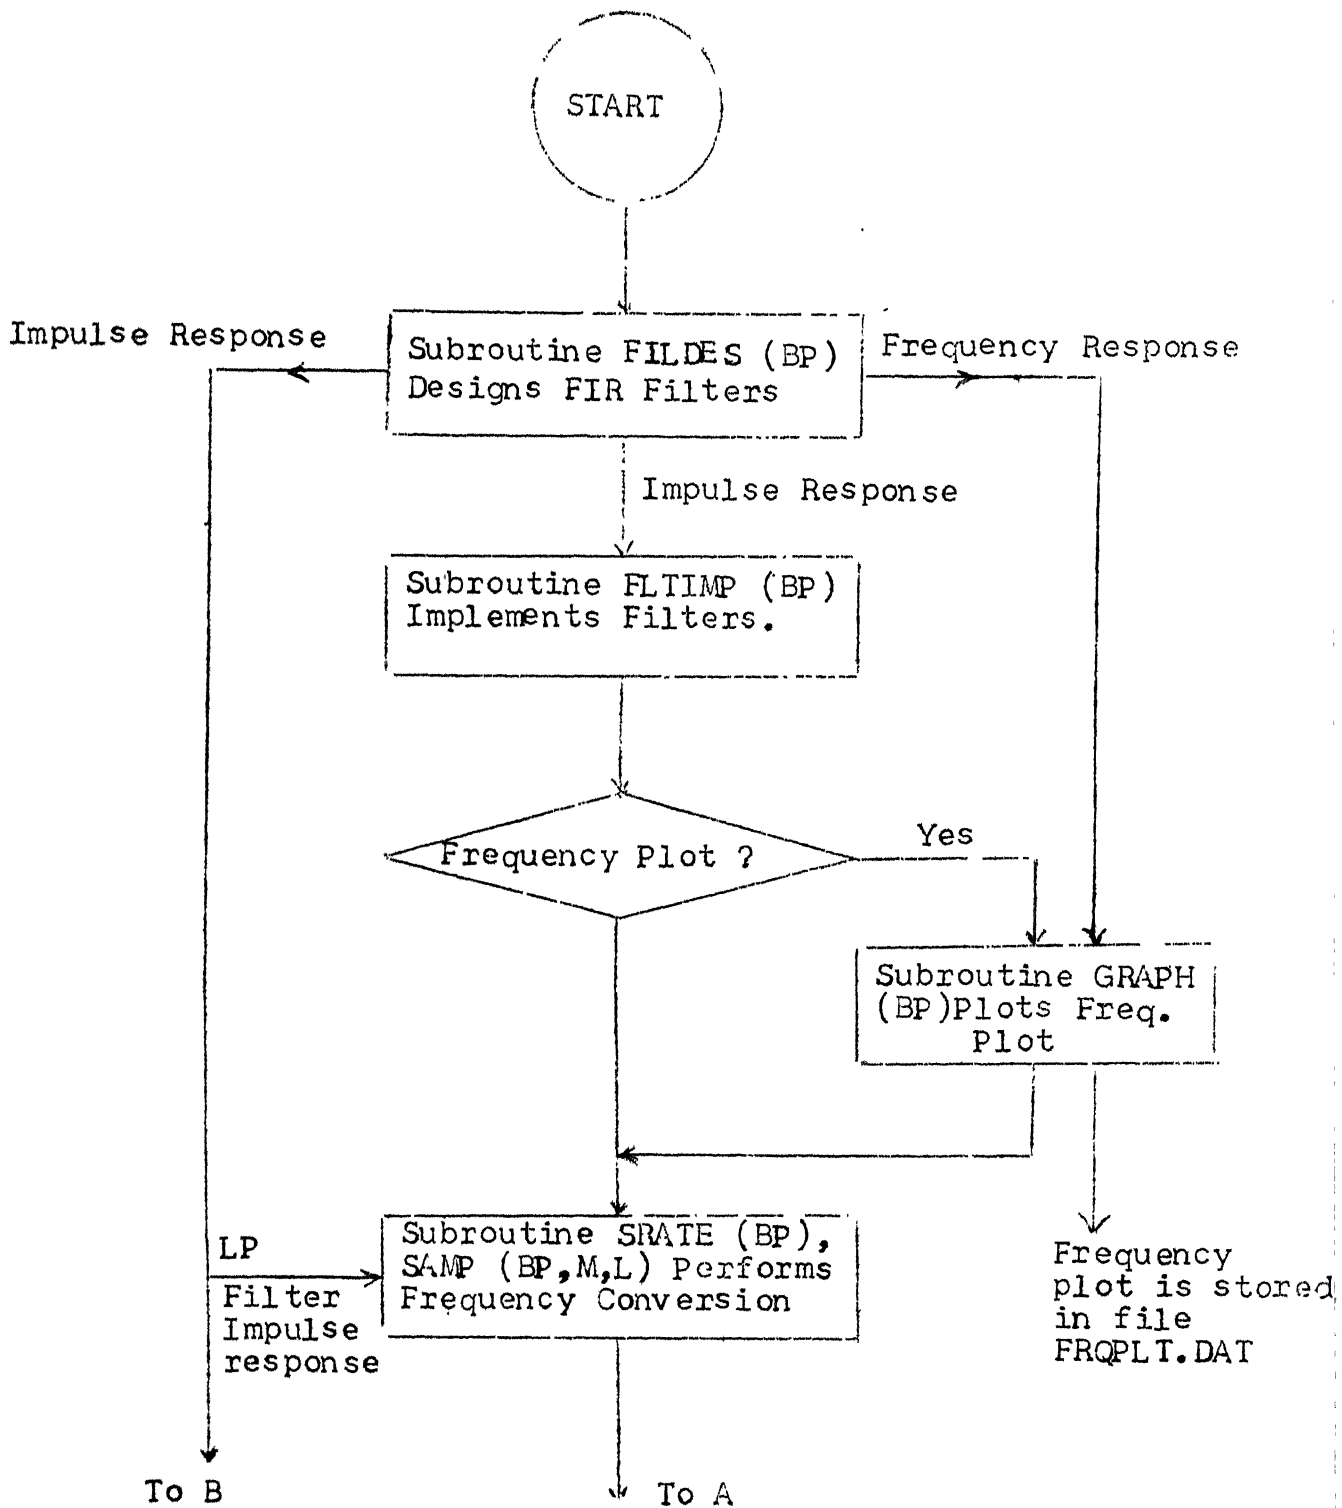 START
Impulse Response
Subroutine FILDES (BP)
Designs FIR Filters
Frequency Response
Impulse Response
Subroutine FLTIMP (BP)
Implements Filters.
Frequency Plot ?
Yes
Subroutine GRAPH
(BP)Plots Freq.
Plot
Subroutine SRATE (BP),
SAMP (BP,M,L) Performs
Frequency Conversion
LP
Filter
Impulse
response
Frequency
plot is stored
in file
FRQPLT.DAT
To B
To A